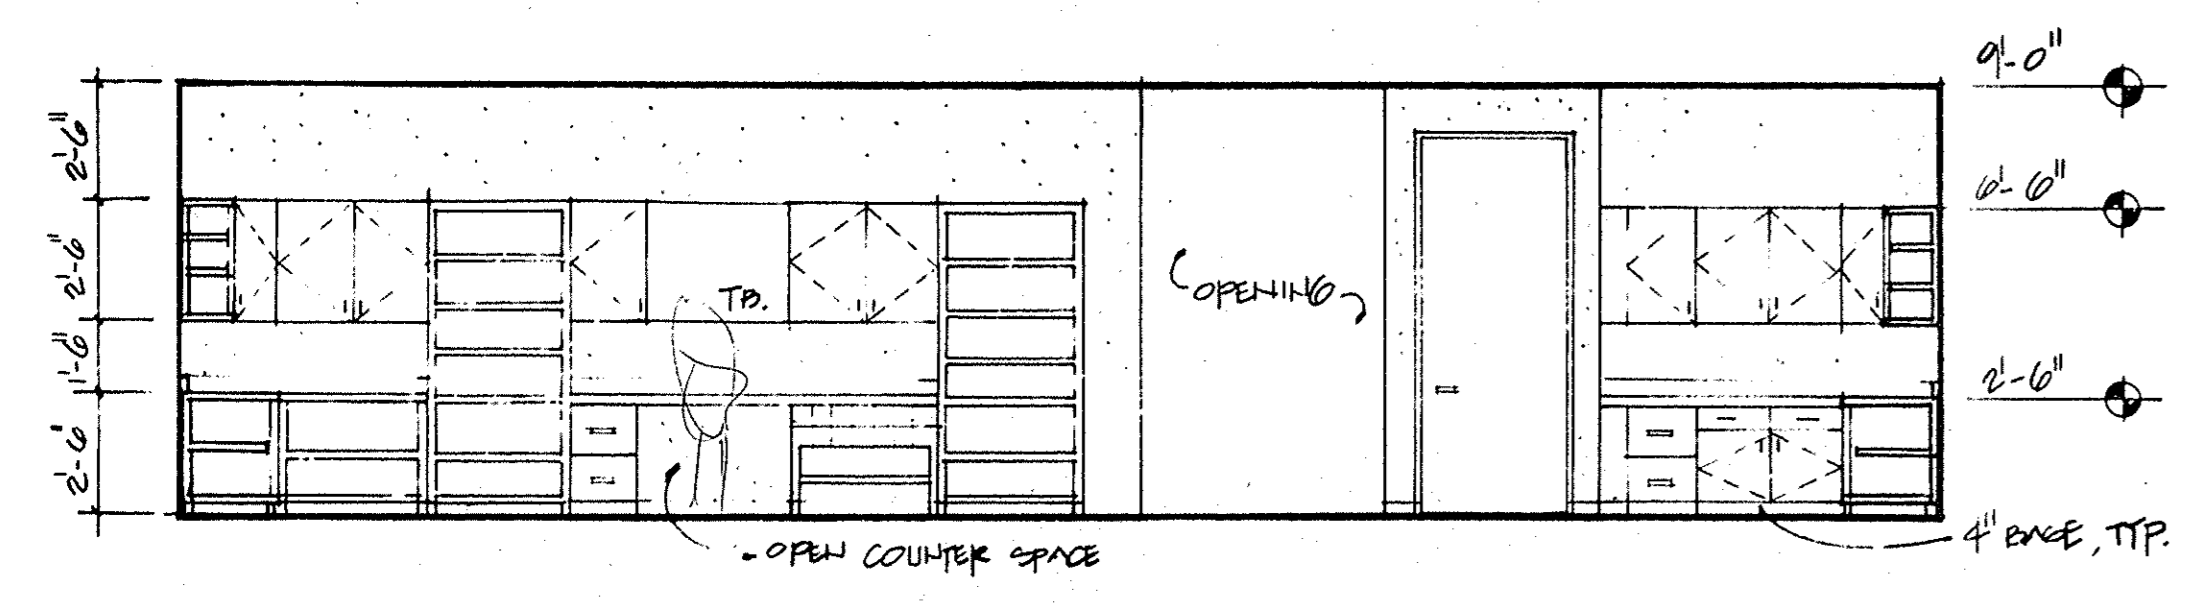 9'-0"
2'-6"
6'-6"
2'-6"
TB.
OPENING
1'-6"
2'-6"
2'-6"
OPEN COUNTER SPACE
4" BASE, TYP.